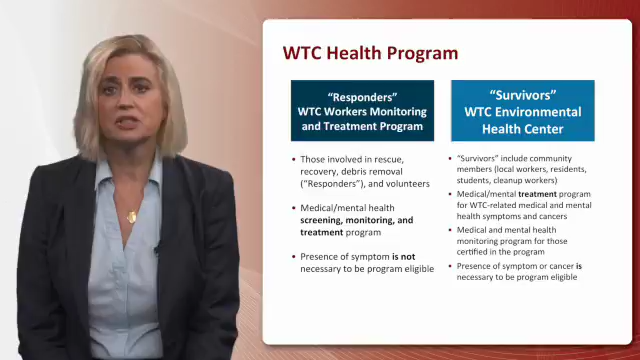 WTC Health Program
“Responders”
WTC Workers Monitoring
and Treatment Program
• Those involved in rescue,
recovery, debris removal
(“Responders”), and volunteers
• Medical/mental health
screening, monitoring, and
treatment program
• Presence of symptom is not
necessary to be program eligible
“Survivors”
WTC Environmental
Health Center
• “Survivors” include community
members (local workers, residents,
students, cleanup workers)
• Medical/mental treatment program
for WTC-related medical and mental
health symptoms and cancers
• Medical and mental health
monitoring program for those
certified in the program
• Presence of symptom or cancer is
necessary to be program eligible